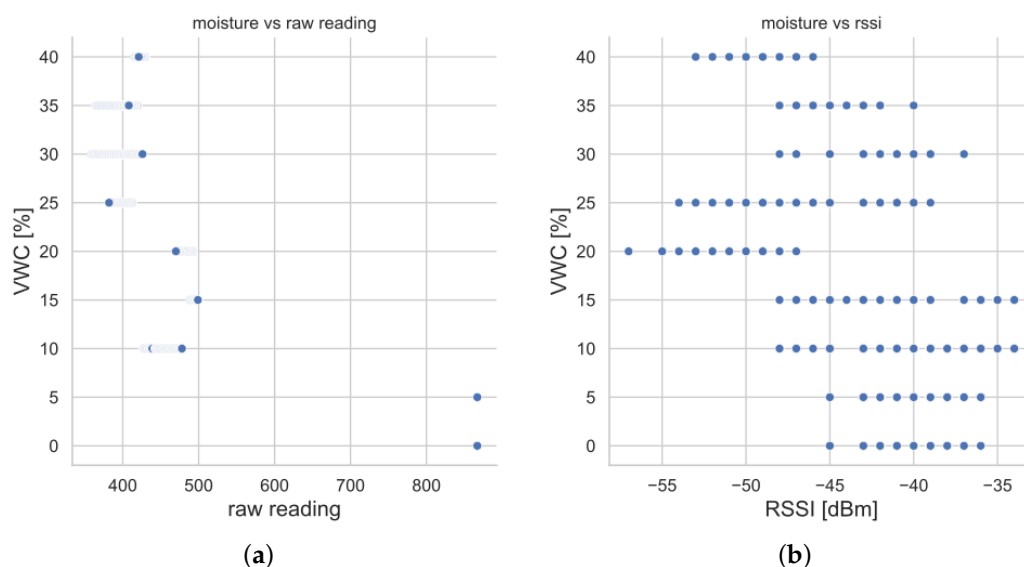 moisture vs raw reading
VWC [%]
40
35
30
25
20
15
10
5
0
400 500 600 700 800
raw reading
(a)
moisture vs rssi
VWC [%]
40
35
30
25
20
15
10
5
0
−55 −50 −45 −40 −35
RSSI [dBm]
(b)